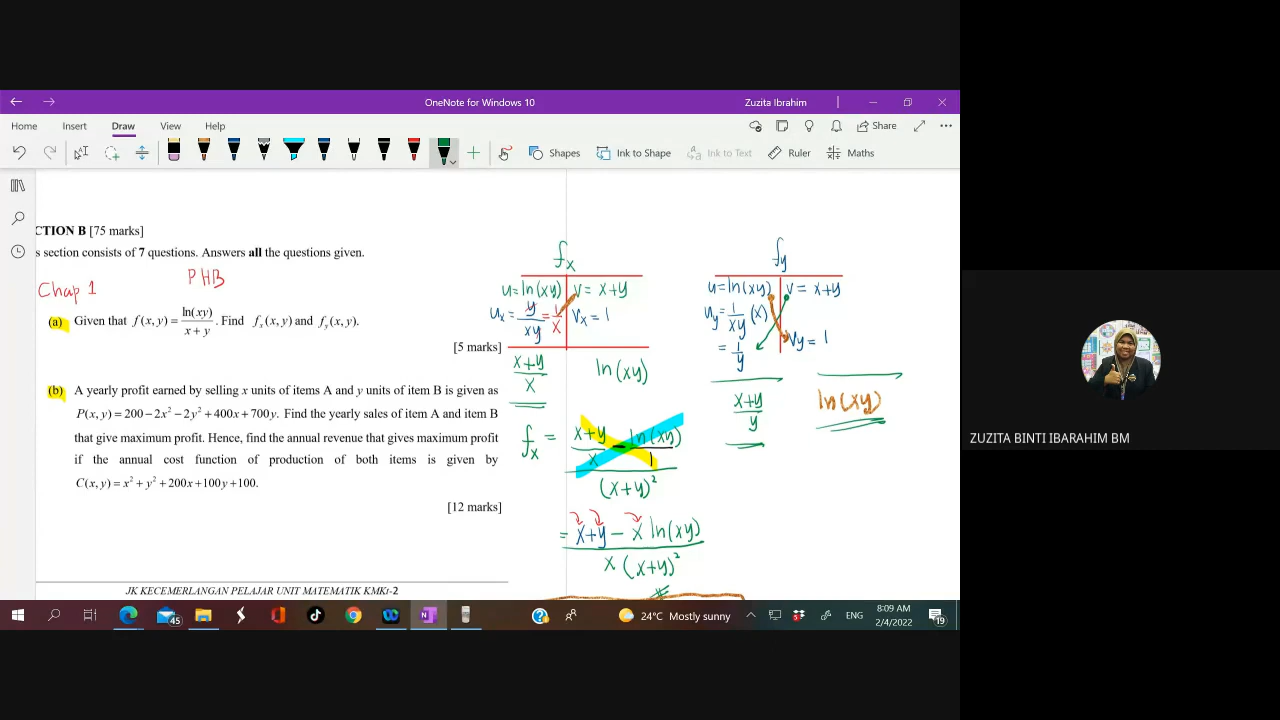 OneNote for Windows 10
Zuzita Ibrahim
Home Insert Draw View Help
Share
Shapes
Ink to Shape
Ink to Text
Ruler
Maths
CTION B [75 marks]
s section consists of 7 questions. Answers all the questions given.
Chap 1
PHB
(a) Given that f(x, y) = ln(xy) / x + y. Find f_x(x, y) and f_y(x, y).
[5 marks]
(b) A yearly profit earned by selling x units of items A and y units of item B is given as
P(x, y) = 200 − 2x² − 2y² + 400x + 700y. Find the yearly sales of item A and item B
that give maximum profit. Hence, find the annual revenue that gives maximum profit
if the annual cost function of production of both items is given by
C(x, y) = x² + y² + 200x + 100y + 100.
[12 marks]
JK KECEMERLANGAN PELAJAR UNIT MATEMATIK KMKt-2
f_x
u = ln(xy) v = x+y
u_x = y/xy = 1/x v_x = 1
x+y/x ln(xy)
f_x = x+y/x − ln(xy)/1
(x+y)²
= x+y − x ln(xy)
x (x+y)²
f_y
u = ln(xy) v = x+y
u_y = 1/xy (x)
= 1/y v_y = 1
x+y/y ln(xy)
ZUZITA BINTI IBARAHIM BM
45
24°C Mostly sunny
ENG
8:09 AM
2/4/2022
19